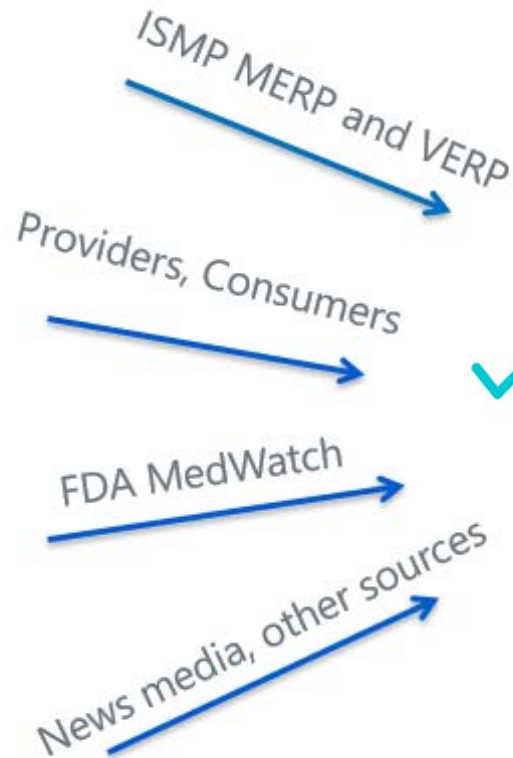 ISMP MERP and VERP
Providers, Consumers
FDA MedWatch
News media, other sources